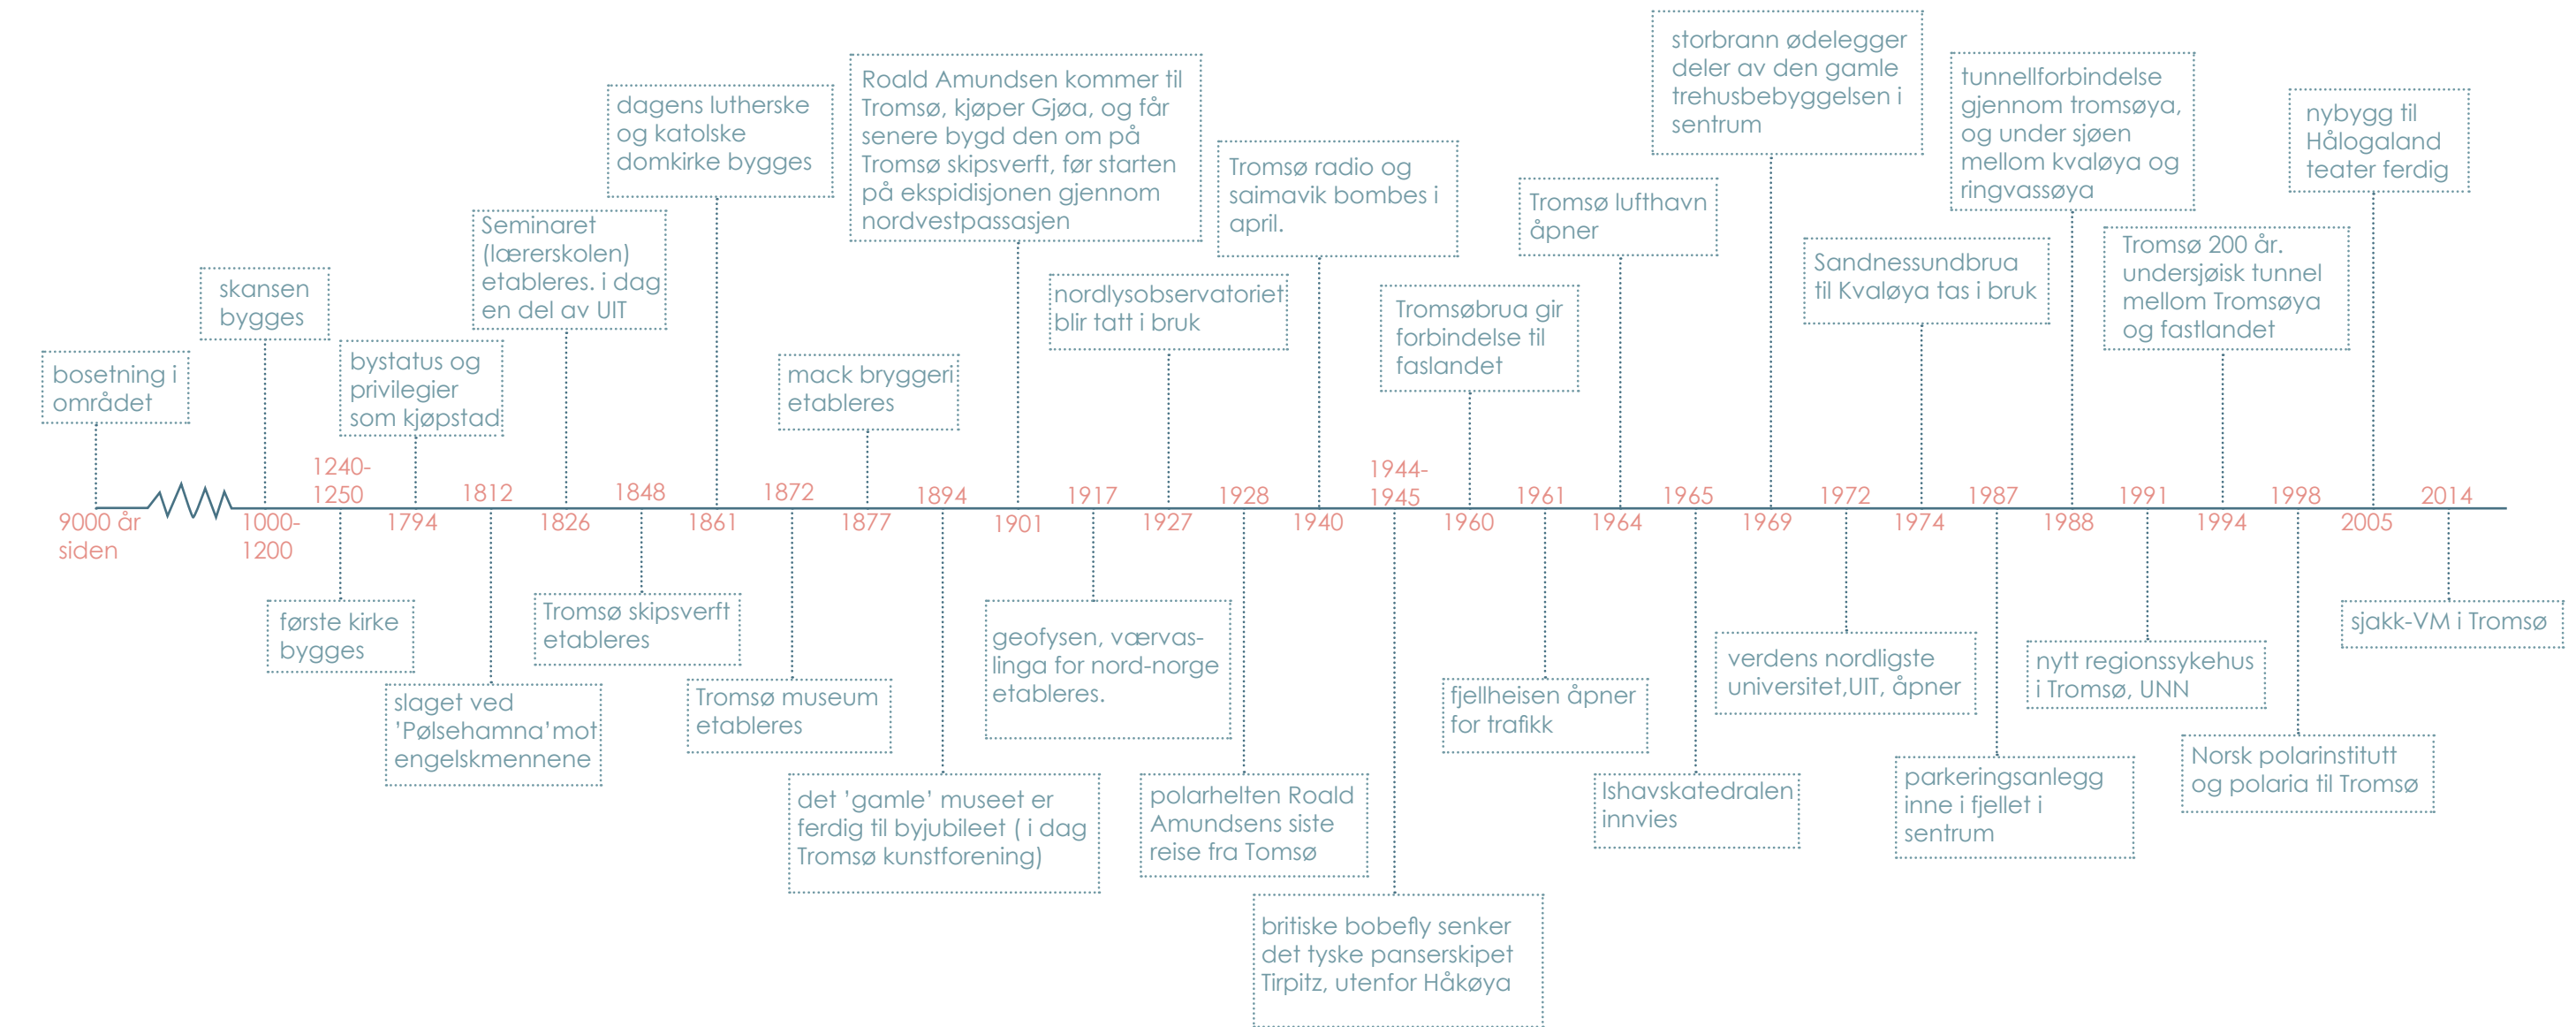 bosetning i
området
9000 år
siden
skansen
bygges
1000-
1200
1240-
1250
første kirke
bygges
bystatus og
privilegier
som kjøpstad
1794
1812
slaget ved
’Pølsehamna’mot
engelskmennene
Seminaret
(lærerskolen)
etableres. i dag
en del av UIT
1826
1848
Tromsø skipsverft
etableres
dagens lutherske
og katolske
domkirke bygges
1861
1872
Tromsø museum
etableres
mack bryggeri
etableres
1877
1894
det ’gamle’ museet er
ferdig til byjubileet ( i dag
Tromsø kunstforening)
Roald Amundsen kommer til
Tromsø, kjøper Gjøa, og får
senere bygd den om på
Tromsø skipsverft, før starten
på ekspidisjonen gjennom
nordvestpassasjen
1901
1917
geofysen, værvas-
linga for nord-norge
etableres.
nordlysobservatoriet
blir tatt i bruk
1927
1928
polarhelten Roald
Amundsens siste
reise fra Tomsø
Tromsø radio og
saimavik bombes i
april.
1940
1944-
1945
britiske bobefly senker
det tyske panserskipet
Tirpitz, utenfor Håkøya
Tromsøbrua gir
forbindelse til
faslandet
1960
1961
fjellheisen åpner
for trafikk
Tromsø lufthavn
åpner
1964
1965
Ishavskatedralen
innvies
storbrann ødelegger
deler av den gamle
trehusbebyggelsen i
sentrum
1969
1972
verdens nordligste
universitet,UIT, åpner
Sandnessundbrua
til Kvaløya tas i bruk
1974
1987
parkeringsanlegg
inne i fjellet i
sentrum
tunnellforbindelse
gjennom tromsøya,
og under sjøen
mellom kvaløya og
ringvassøya
1988
1991
nytt regionssykehus
i Tromsø, UNN
Tromsø 200 år.
undersjøisk tunnel
mellom Tromsøya
og fastlandet
1994
1998
Norsk polarinstitutt
og polaria til Tromsø
nybygg til
Hålogaland
teater ferdig
2005
2014
sjakk-VM i Tromsø